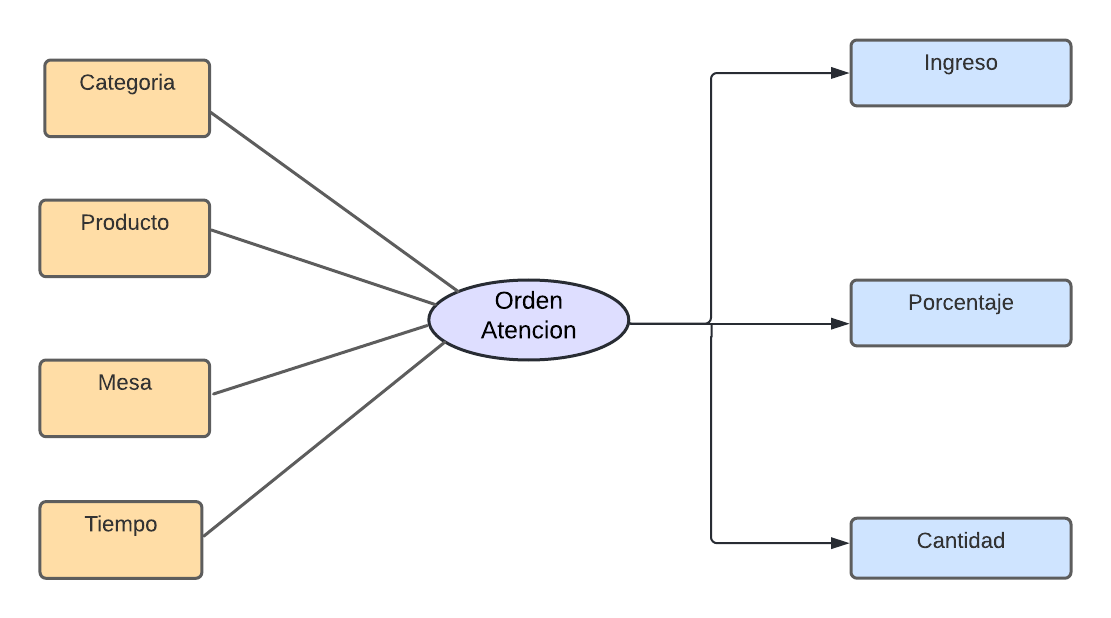 Categoria
Producto
Mesa
Tiempo
Orden
Atencion
Ingreso
Porcentaje
Cantidad